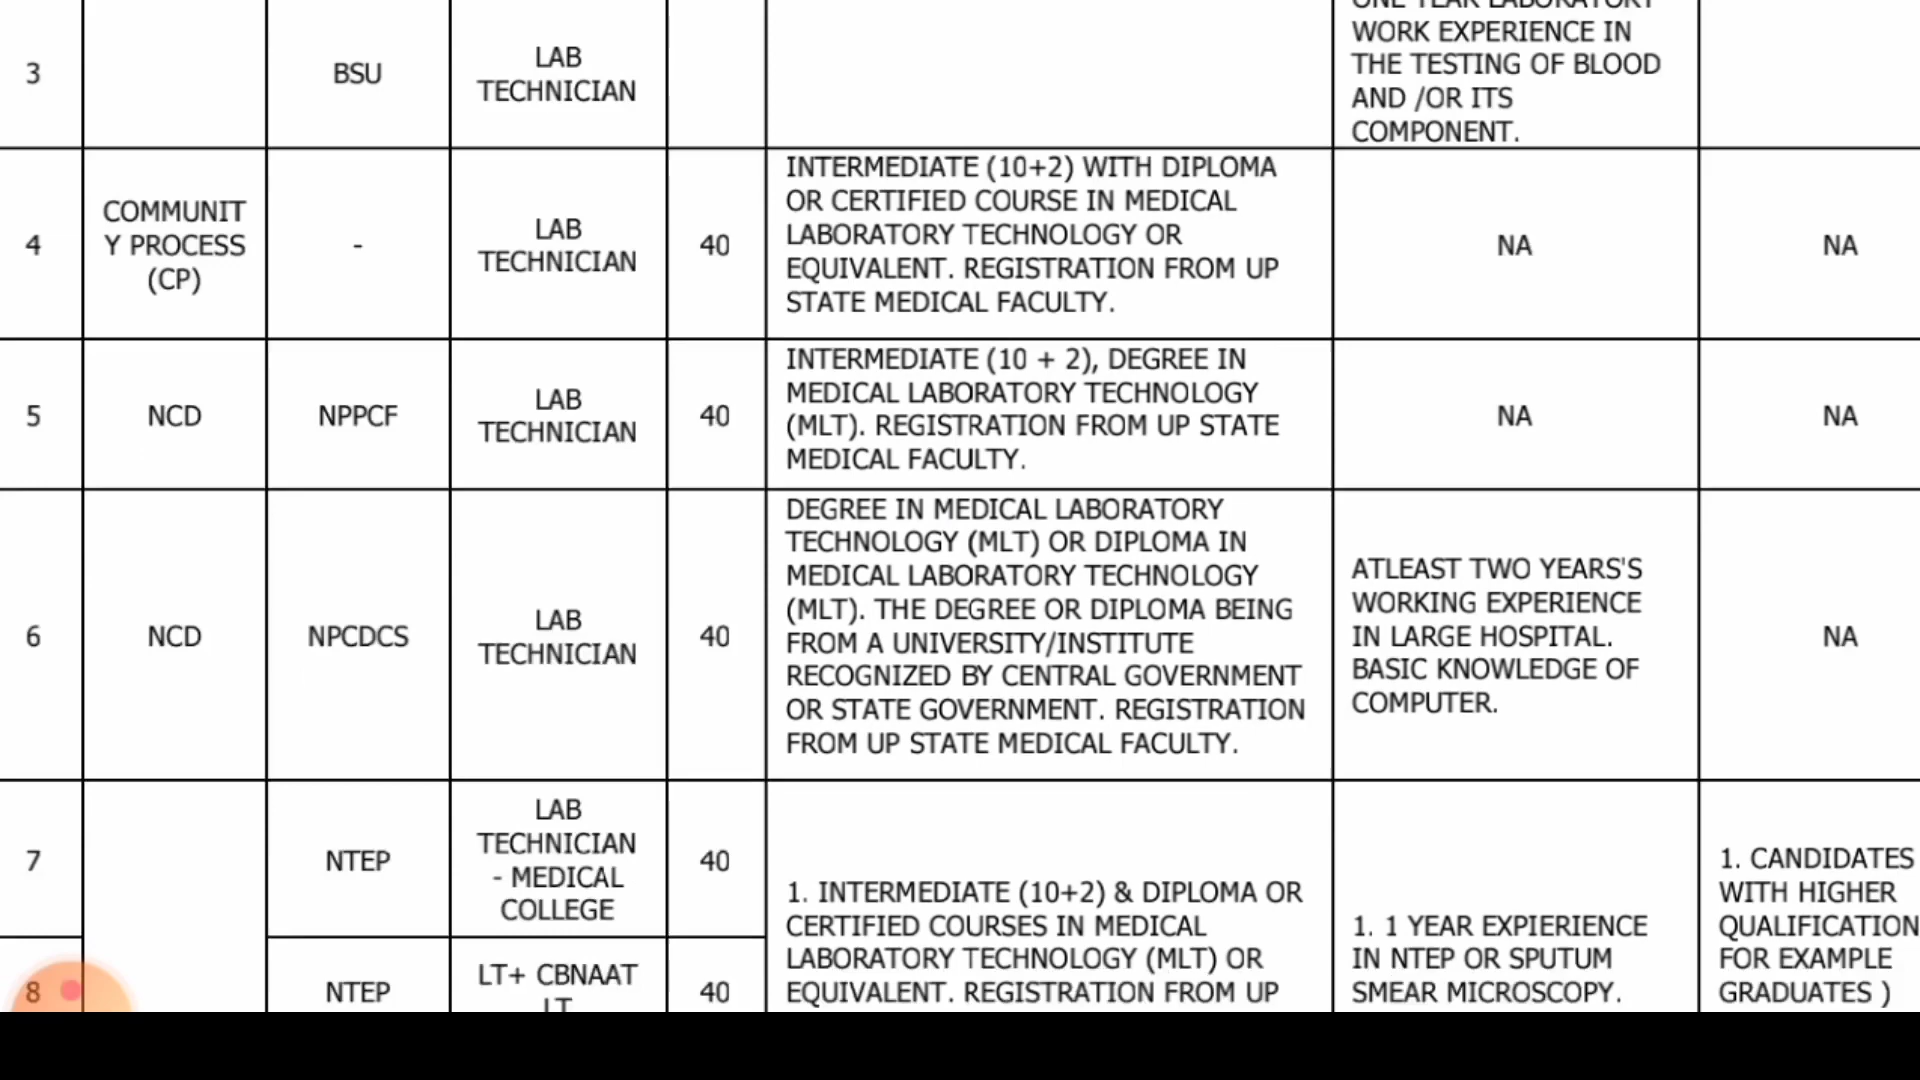 ONE YEAR LABORATORY
3
BSU
LAB
TECHNICIAN
WORK EXPERIENCE IN
THE TESTING OF BLOOD
AND /OR ITS
COMPONENT.
4
COMMUNIT
Y PROCESS
(CP)
-
LAB
TECHNICIAN
40
INTERMEDIATE (10+2) WITH DIPLOMA
OR CERTIFIED COURSE IN MEDICAL
LABORATORY TECHNOLOGY OR
EQUIVALENT. REGISTRATION FROM UP
STATE MEDICAL FACULTY.
NA
NA
5
NCD
NPPCF
LAB
TECHNICIAN
40
INTERMEDIATE (10 + 2), DEGREE IN
MEDICAL LABORATORY TECHNOLOGY
(MLT). REGISTRATION FROM UP STATE
MEDICAL FACULTY.
NA
NA
6
NCD
NPCDCS
LAB
TECHNICIAN
40
DEGREE IN MEDICAL LABORATORY
TECHNOLOGY (MLT) OR DIPLOMA IN
MEDICAL LABORATORY TECHNOLOGY
(MLT). THE DEGREE OR DIPLOMA BEING
FROM A UNIVERSITY/INSTITUTE
RECOGNIZED BY CENTRAL GOVERNMENT
OR STATE GOVERNMENT. REGISTRATION
FROM UP STATE MEDICAL FACULTY.
ATLEAST TWO YEARS'S
WORKING EXPERIENCE
IN LARGE HOSPITAL.
BASIC KNOWLEDGE OF
COMPUTER.
NA
7
NTEP
LAB
TECHNICIAN
- MEDICAL
COLLEGE
40
8
NTEP
LT+ CBNAAT
LT
40
1. INTERMEDIATE (10+2) & DIPLOMA OR
CERTIFIED COURSES IN MEDICAL
LABORATORY TECHNOLOGY (MLT) OR
EQUIVALENT. REGISTRATION FROM UP
1. 1 YEAR EXPIERIENCE
IN NTEP OR SPUTUM
SMEAR MICROSCOPY.
1. CANDIDATES
WITH HIGHER
QUALIFICATION
FOR EXAMPLE
GRADUATES )